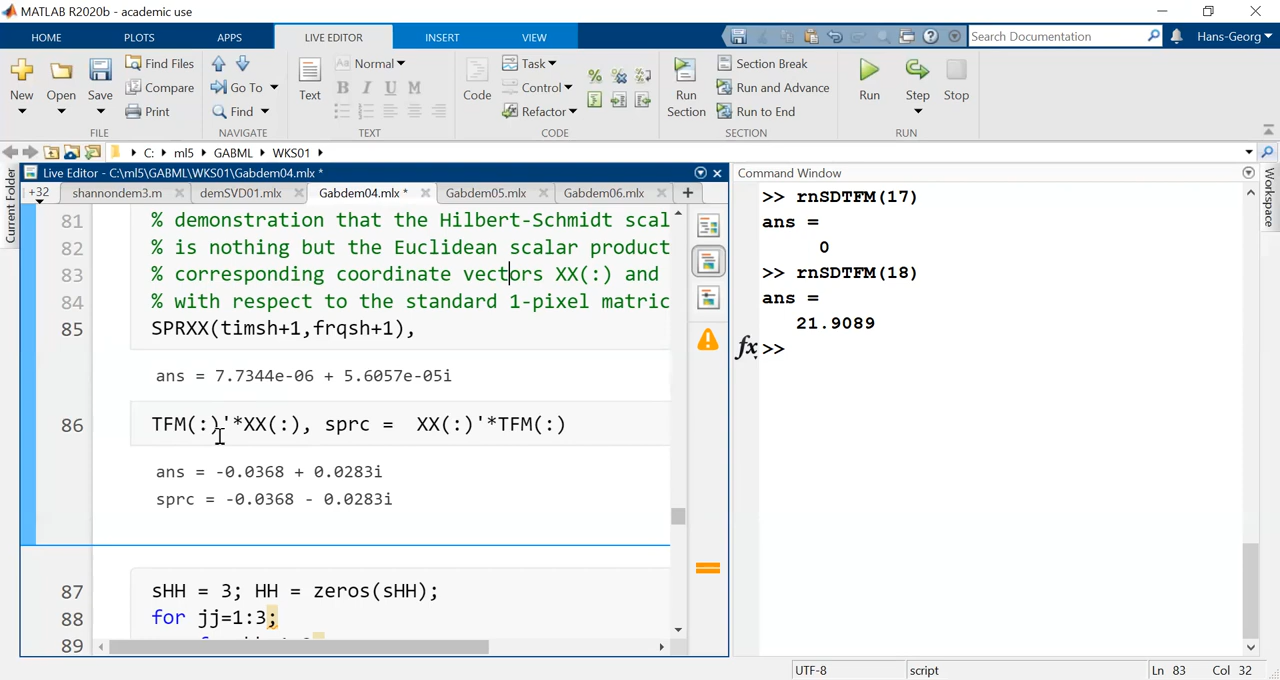 MATLAB R2020b - academic use
HOME PLOTS APPS LIVE EDITOR INSERT VIEW Search Documentation Hans-Georg
New Open Save Find Files Compare Print
Go To Find
Text Aa Normal B I U M
Code Task Control Refactor
Run Section Section Break Run and Advance Run to End
Run Step Stop
FILE NAVIGATE TEXT CODE SECTION RUN
C: ml5 GABML WKS01
Current Folder
Live Editor - C:\ml5\GABML\WKS01\Gabdem04.mlx *
+32 shannondem3.m demSVD01.mlx Gabdem04.mlx * Gabdem05.mlx Gabdem06.mlx
81 % demonstration that the Hilbert-Schmidt scal
82 % is nothing but the Euclidean scalar product
83 % corresponding coordinate vectors XX(:) and
84 % with respect to the standard 1-pixel matric
85 SPRXX(timsh+1,frqsh+1),
ans = 7.7344e-06 + 5.6057e-05i
86 TFM(:)'*XX(:), sprc = XX(:)'*TFM(:)
ans = -0.0368 + 0.0283i
sprc = -0.0368 - 0.0283i
87 sHH = 3; HH = zeros(sHH);
88 for jj=1:3;
89
Command Window
>> rnSDTFM(17)
ans =
0
>> rnSDTFM(18)
ans =
21.9089
fx >>
Workspace
UTF-8 script Ln 83 Col 32